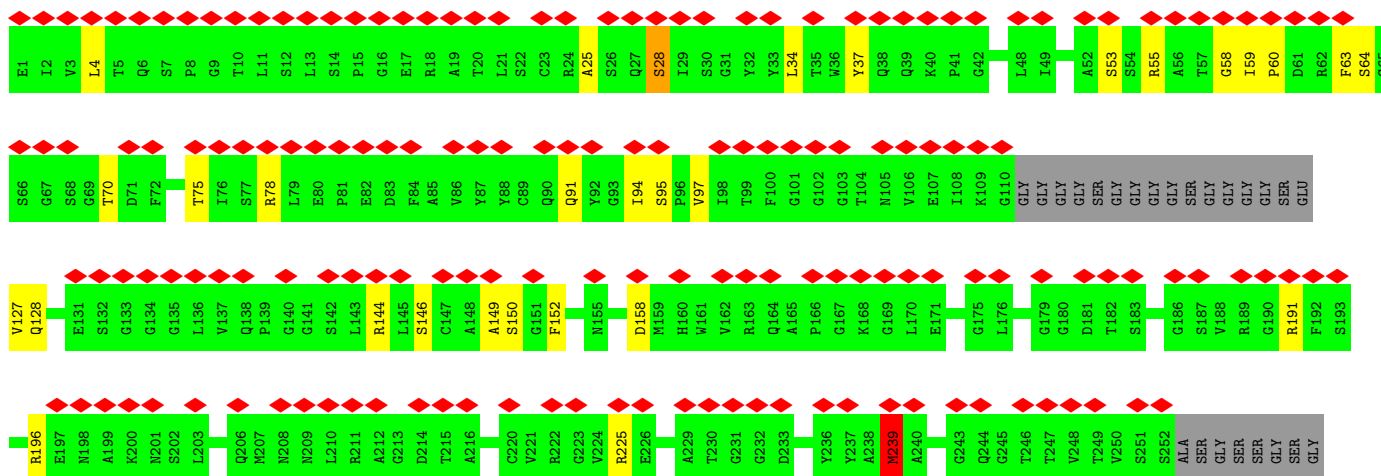 E1 I2 V3 L4 T5 Q6 S7 P8 G9 T10 L11 S12 L13 S14 P15 G16 E17 R18 A19 T20 L21 S22 C23 R24 A25 S26 Q27 S28 I29 S30 G31 Y32 Y33 L34 T35 W36 Y37 Q38 Q39 K40 P41 G42 L48 I49 A52 S53 S54 R55 A56 T57 G58 I59 P60 D61 R62 F63 S64
S66 G67 S68 G69 T70 D71 F72 T75 I76 S77 R78 L79 E80 P81 E82 D83 F84 A85 V86 Y87 Y88 C89 Q90 Q91 Y92 G93 I94 S95 P96 V97 I98 T99 F100 G101 G102 G103 T104 N105 V106 E107 I108 K109 G110 GLY GLY GLY GLY SER GLY GLY GLY GLY SER GLY GLY GLY GLY SER GLU
V127 Q128 E131 S132 G133 G134 G135 L136 V137 Q138 P139 G140 G141 S142 L143 R144 L145 S146 C147 A148 A149 S150 G151 F152 N155 D158 M159 H160 W161 V162 R163 Q164 A165 P166 G167 K168 G169 L170 E171 G175 L176 G179 G180 D181 T182 S183 G186 S187 V188 R189 G190 R191 F192 S193
R196 E197 N198 A199 K200 N201 S202 L203 Q206 M207 N208 N209 L210 R211 A212 G213 D214 T215 A216 C220 V221 R222 G223 V224 R225 E226 A229 T230 G231 G232 D233 Y236 Y237 A238 M239 A240 G243 Q244 G245 T246 T247 V248 T249 V250 S251 S252 ALA SER GLY SER SER GLY SER GLY